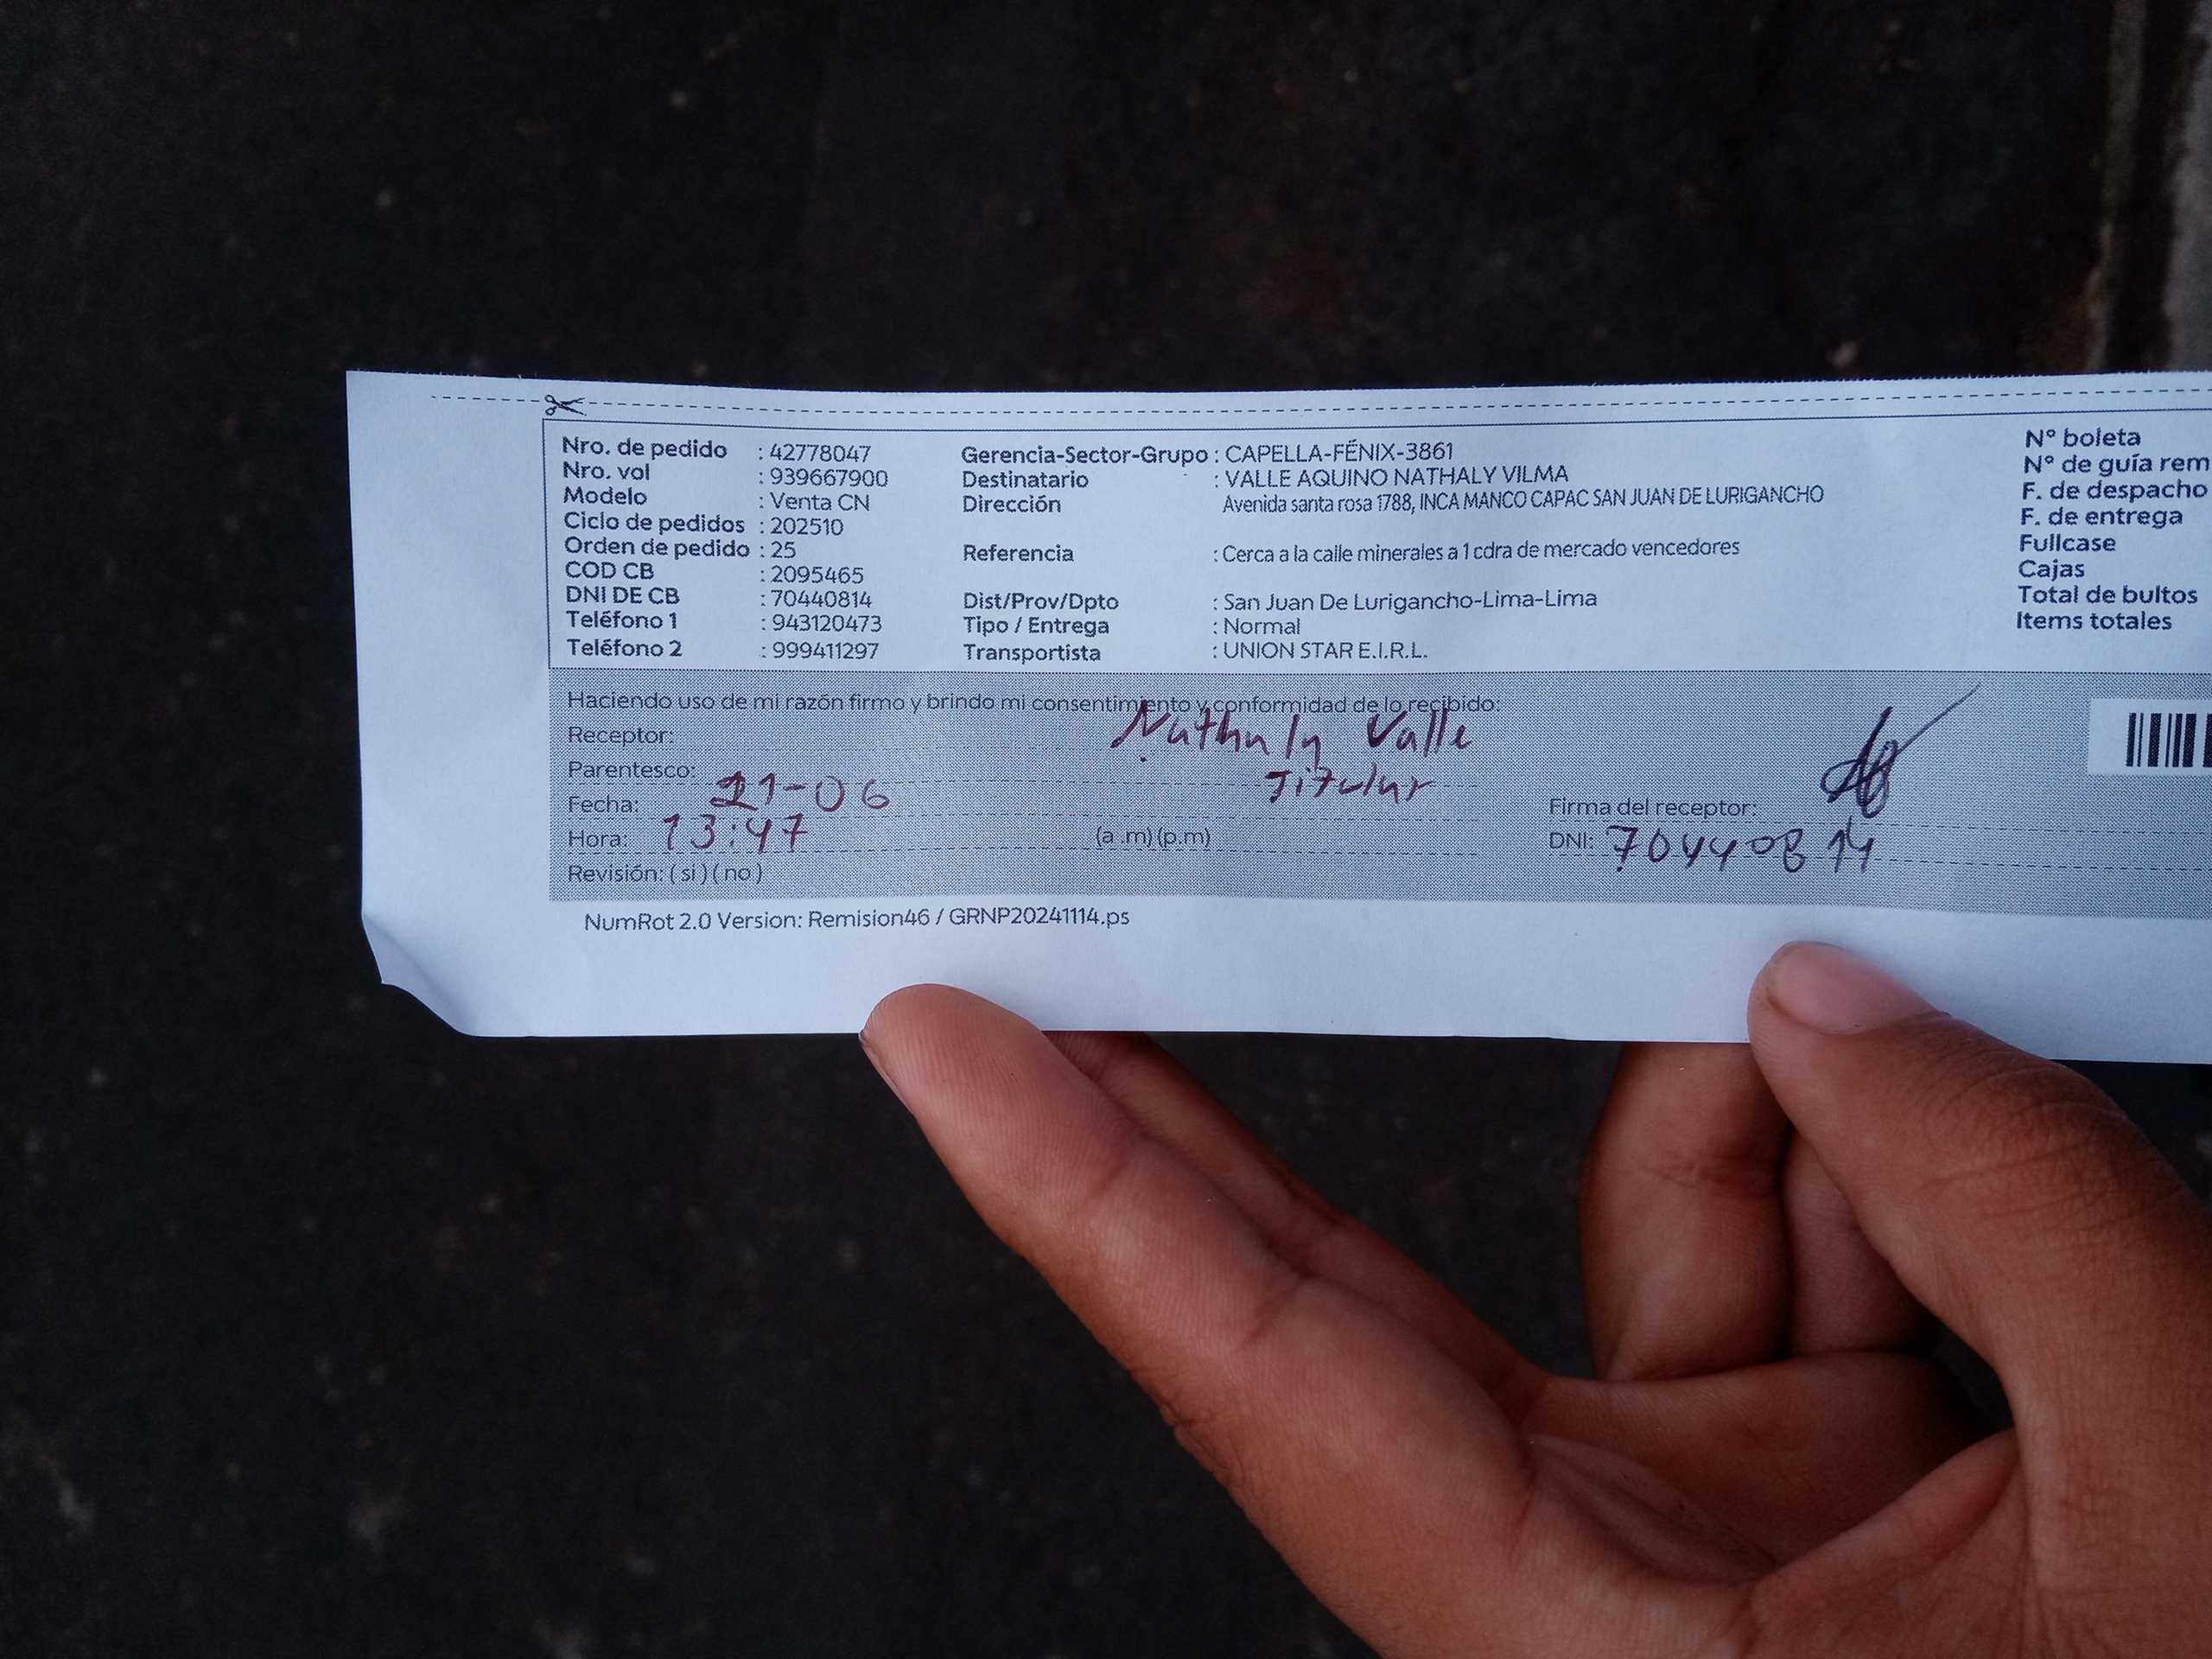 Nro. de pedido : 42778047
Nro. vol : 939667900
Modelo : Venta CN
Ciclo de pedidos : 202510
Orden de pedido : 25
COD CB : 2095465
DNI DE CB : 70440814
Teléfono 1 : 943120473
Teléfono 2 : 999411297
Gerencia-Sector-Grupo : CAPELLA-FÉNIX-3861
Destinatario : VALLE AQUINO NATHALY VILMA
Dirección Avenida santa rosa 1788, INCA MANCO CAPAC SAN JUAN DE LURIGANCHO
Referencia : Cerca a la calle minerales a 1 cdra de mercado vencedores
Dist/Prov/Dpto : San Juan De Lurigancho-Lima-Lima
Tipo / Entrega : Normal
Transportista : UNION STAR E.I.R.L.
N° boleta
N° de guía rem
F. de despacho
F. de entrega
Fullcase
Cajas
Total de bultos
Items totales
Haciendo uso de mi razón firmo y brindo mi consentimiento y conformidad de lo recibido:
Receptor: Nathaly Valle
Parentesco: Titular
Fecha: 21-06
Hora: 13:47 (a .m) (p.m)
Revisión: ( si ) ( no )
Firma del receptor:
DNI: 70440814
NumRot 2.0 Version: Remision46 / GRNP20241114.ps